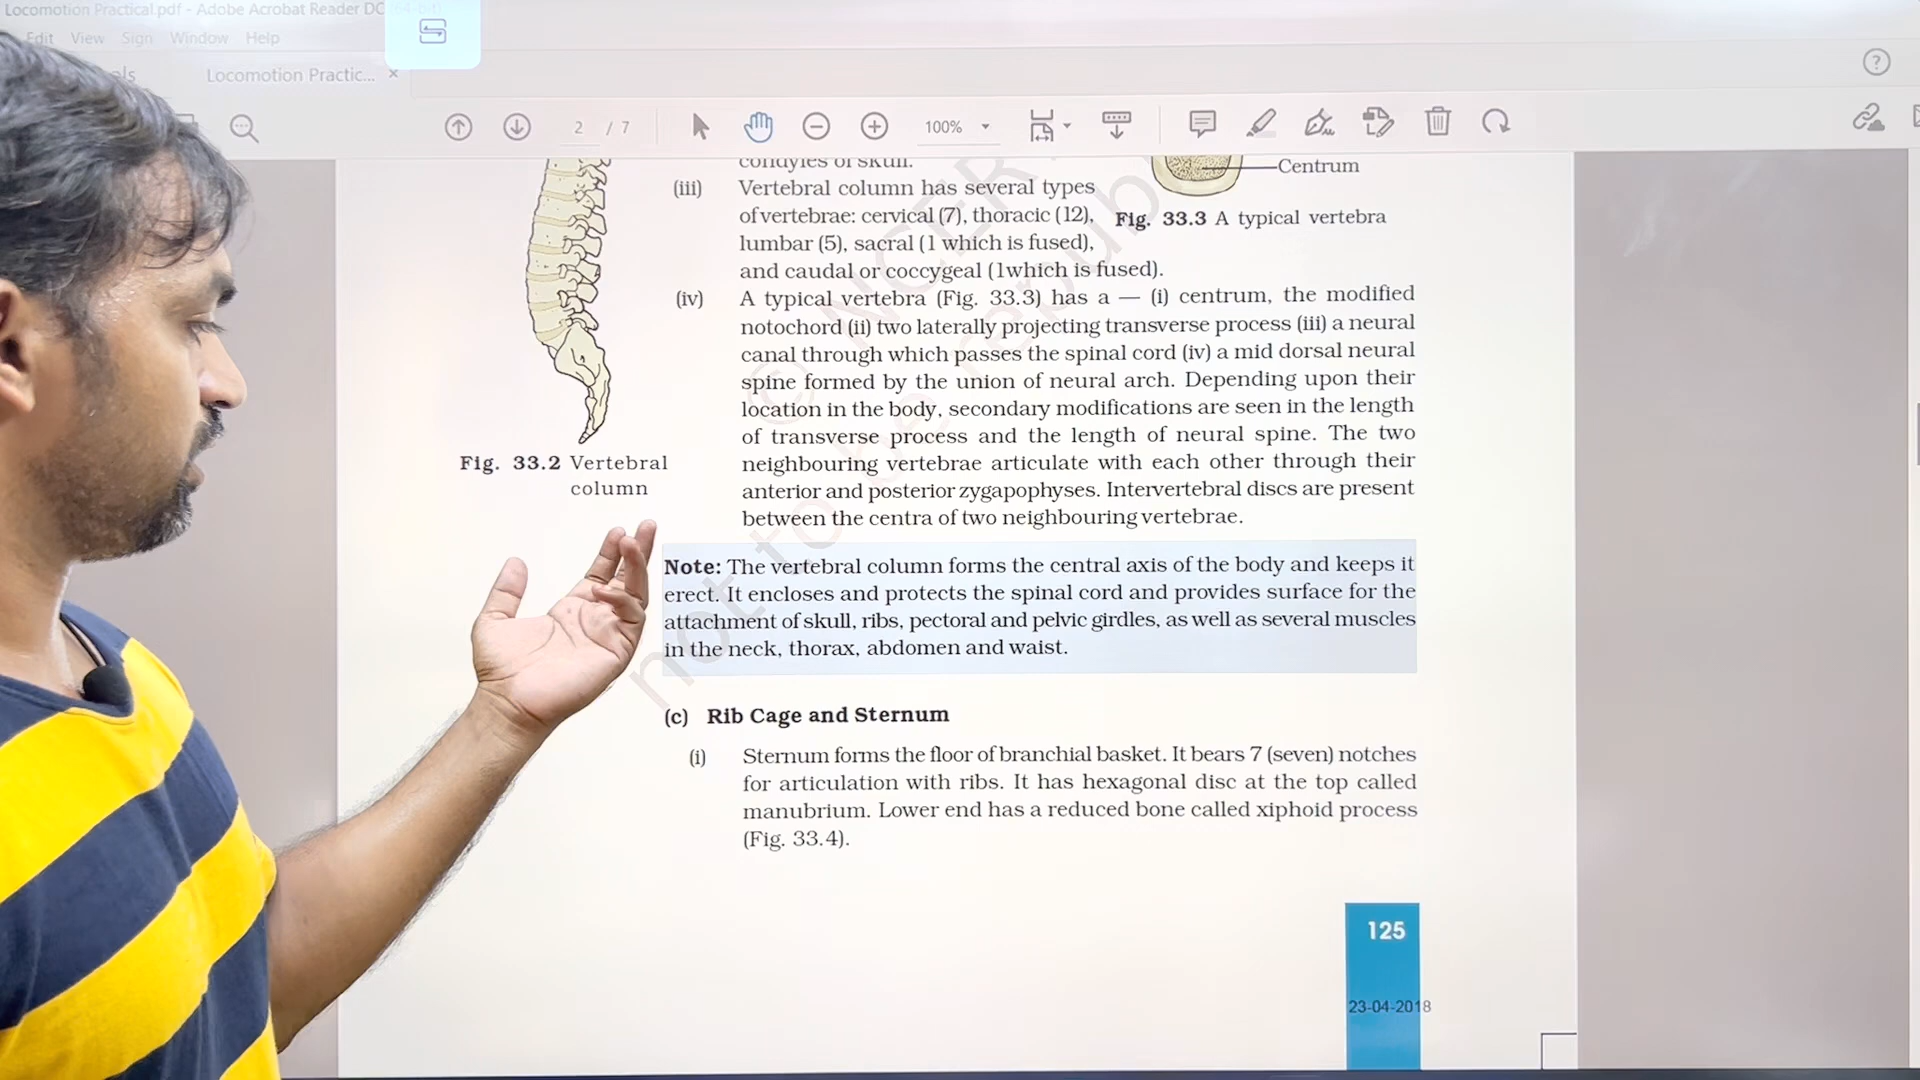 Locomotion Practical.pdf - Adobe Acrobat Reader DC
Edit View Sign Window Help
Locomotion Practic... ×
2 / 7
100%
condyles of skull.
(iii) Vertebral column has several types
of vertebrae: cervical (7), thoracic (12),
lumbar (5), sacral (1 which is fused),
and caudal or coccygeal (1which is fused).
Centrum
Fig. 33.3 A typical vertebra
(iv) A typical vertebra (Fig. 33.3) has a — (i) centrum, the modified
notochord (ii) two laterally projecting transverse process (iii) a neural
canal through which passes the spinal cord (iv) a mid dorsal neural
spine formed by the union of neural arch. Depending upon their
location in the body, secondary modifications are seen in the length
of transverse process and the length of neural spine. The two
neighbouring vertebrae articulate with each other through their
anterior and posterior zygapophyses. Intervertebral discs are present
between the centra of two neighbouring vertebrae.
Fig. 33.2 Vertebral
column
Note: The vertebral column forms the central axis of the body and keeps it
erect. It encloses and protects the spinal cord and provides surface for the
attachment of skull, ribs, pectoral and pelvic girdles, as well as several muscles
in the neck, thorax, abdomen and waist.
(c) Rib Cage and Sternum
(i) Sternum forms the floor of branchial basket. It bears 7 (seven) notches
for articulation with ribs. It has hexagonal disc at the top called
manubrium. Lower end has a reduced bone called xiphoid process
(Fig. 33.4).
125
23-04-2018